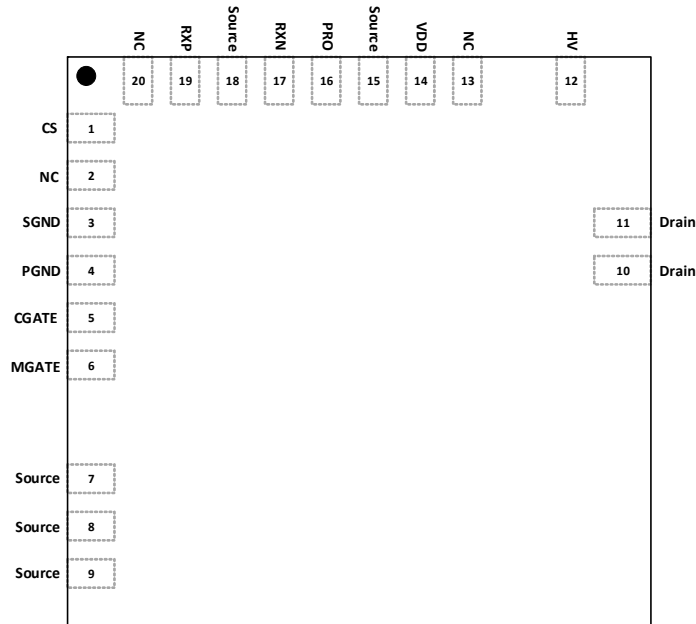 NC RXP Source RXN PRO Source VDD NC HV
20 19 18 17 16 15 14 13 12
CS 1
NC 2
SGND 3 11 Drain
PGND 4 10 Drain
CGATE 5
MGATE 6
Source 7
Source 8
Source 9